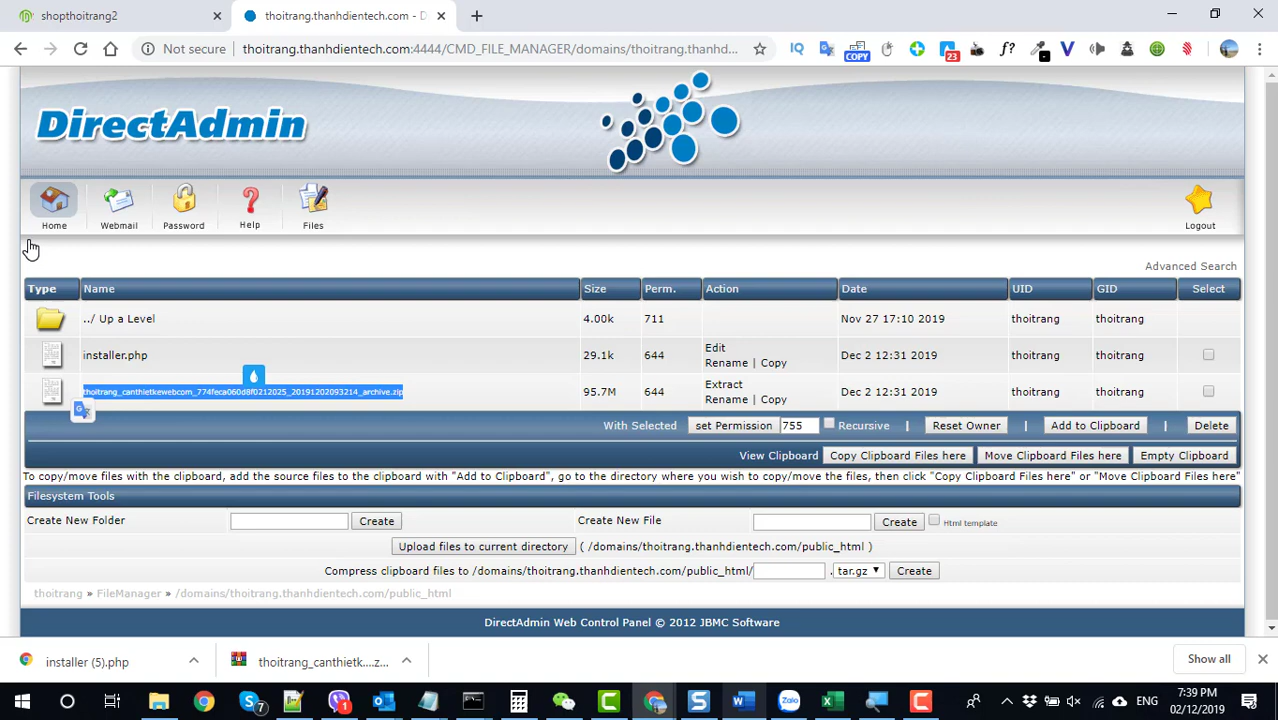 shopthoitrang2
thoitrang.thanhdientech.com - D
Not secure
thoitrang.thanhdientech.com:4444/CMD_FILE_MANAGER/domains/thoitrang.thanhd...
IQ
COPY
23
f?
V
DirectAdmin
Home
Webmail
Password
Help
Files
Logout
Advanced Search
Type Name Size Perm. Action Date UID GID Select
../ Up a Level 4.00k 711 Nov 27 17:10 2019 thoitrang thoitrang
installer.php 29.1k 644 Edit Dec 2 12:31 2019 thoitrang thoitrang
Rename | Copy
thoitrang_canthietkewebcom_774feca060d8f0212025_20191202093214_archive.zip 95.7M 644 Extract Dec 2 12:31 2019 thoitrang thoitrang
Rename | Copy
With Selected set Permission 755 Recursive | Reset Owner | Add to Clipboard | Delete
View Clipboard Copy Clipboard Files here Move Clipboard Files here Empty Clipboard
To copy/move files with the clipboard, add the source files to the clipboard with "Add to Clipboard", go to the directory where you wish to copy/move the files, then click "Copy Clipboard Files here" or "Move Clipboard Files here"
Filesystem Tools
Create New Folder Create Create New File Create Html template
Upload files to current directory ( /domains/thoitrang.thanhdientech.com/public_html )
Compress clipboard files to /domains/thoitrang.thanhdientech.com/public_html/ . tar.gz Create
thoitrang » FileManager » /domains/thoitrang.thanhdientech.com/public_html
DirectAdmin Web Control Panel © 2012 JBMC Software
installer (5).php
thoitrang_canthietk....z...
Show all
7
1
Zalo
ENG
7:39 PM
02/12/2019